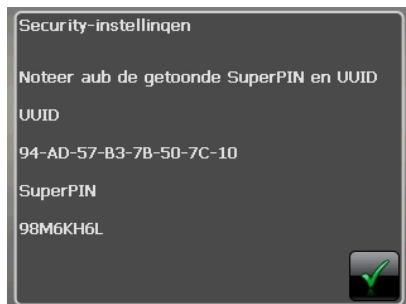 Security-instellingen
Noteer aub de getoonde SuperPIN en UUID
UUID
94-AD-57-B3-7B-50-7C-10
SuperPIN
98M6KH6L